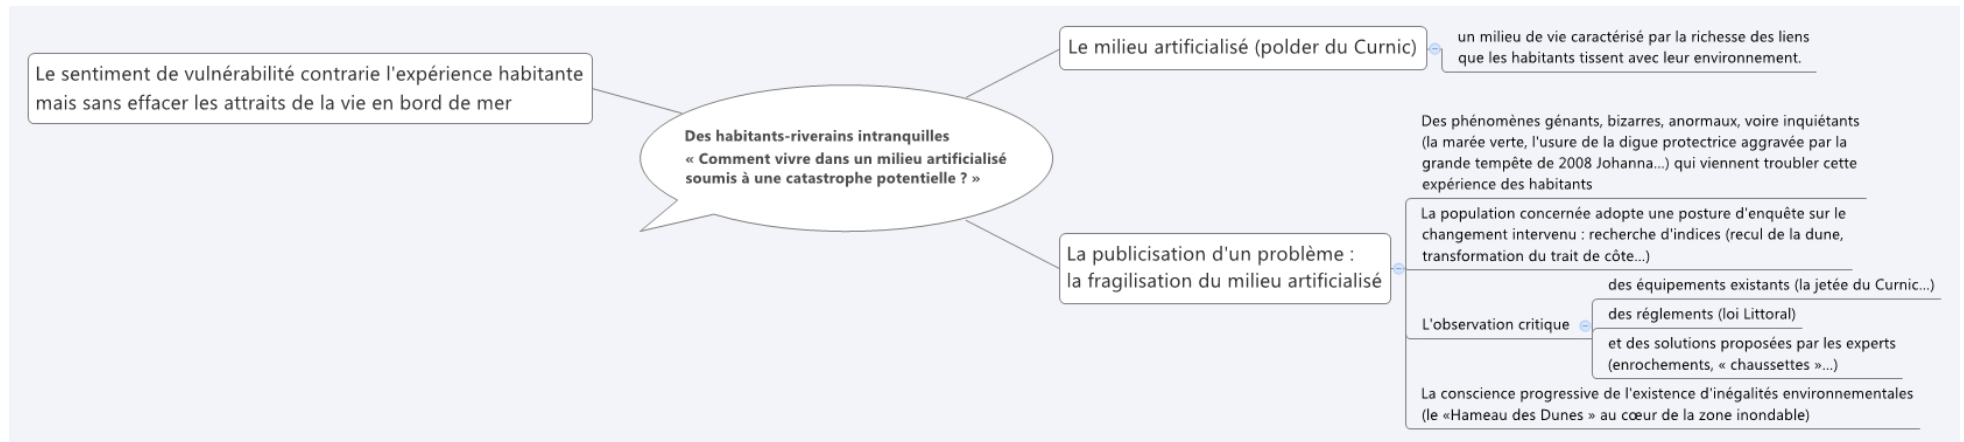 Le sentiment de vulnérabilité contrarie l'expérience habitante
mais sans effacer les attraits de la vie en bord de mer
Des habitants-riverains intranquilles
« Comment vivre dans un milieu artificialisé
soumis à une catastrophe potentielle ? »
Le milieu artificialisé (polder du Curnic)
un milieu de vie caractérisé par la richesse des liens
que les habitants tissent avec leur environnement.
La publicisation d'un problème :
la fragilisation du milieu artificialisé
Des phénomènes génants, bizarres, anormaux, voire inquiétants
(la marée verte, l'usure de la digue protectrice aggravée par la
grande tempête de 2008 Johanna...) qui viennent troubler cette
expérience des habitants
La population concernée adopte une posture d'enquête sur le
changement intervenu : recherche d'indices (recul de la dune,
transformation du trait de côte...)
L'observation critique
des équipements existants (la jetée du Curnic...)
des réglements (loi Littoral)
et des solutions proposées par les experts
(enrochements, « chaussettes »...)
La conscience progressive de l'existence d'inégalités environnementales
(le «Hameau des Dunes » au cœur de la zone inondable)